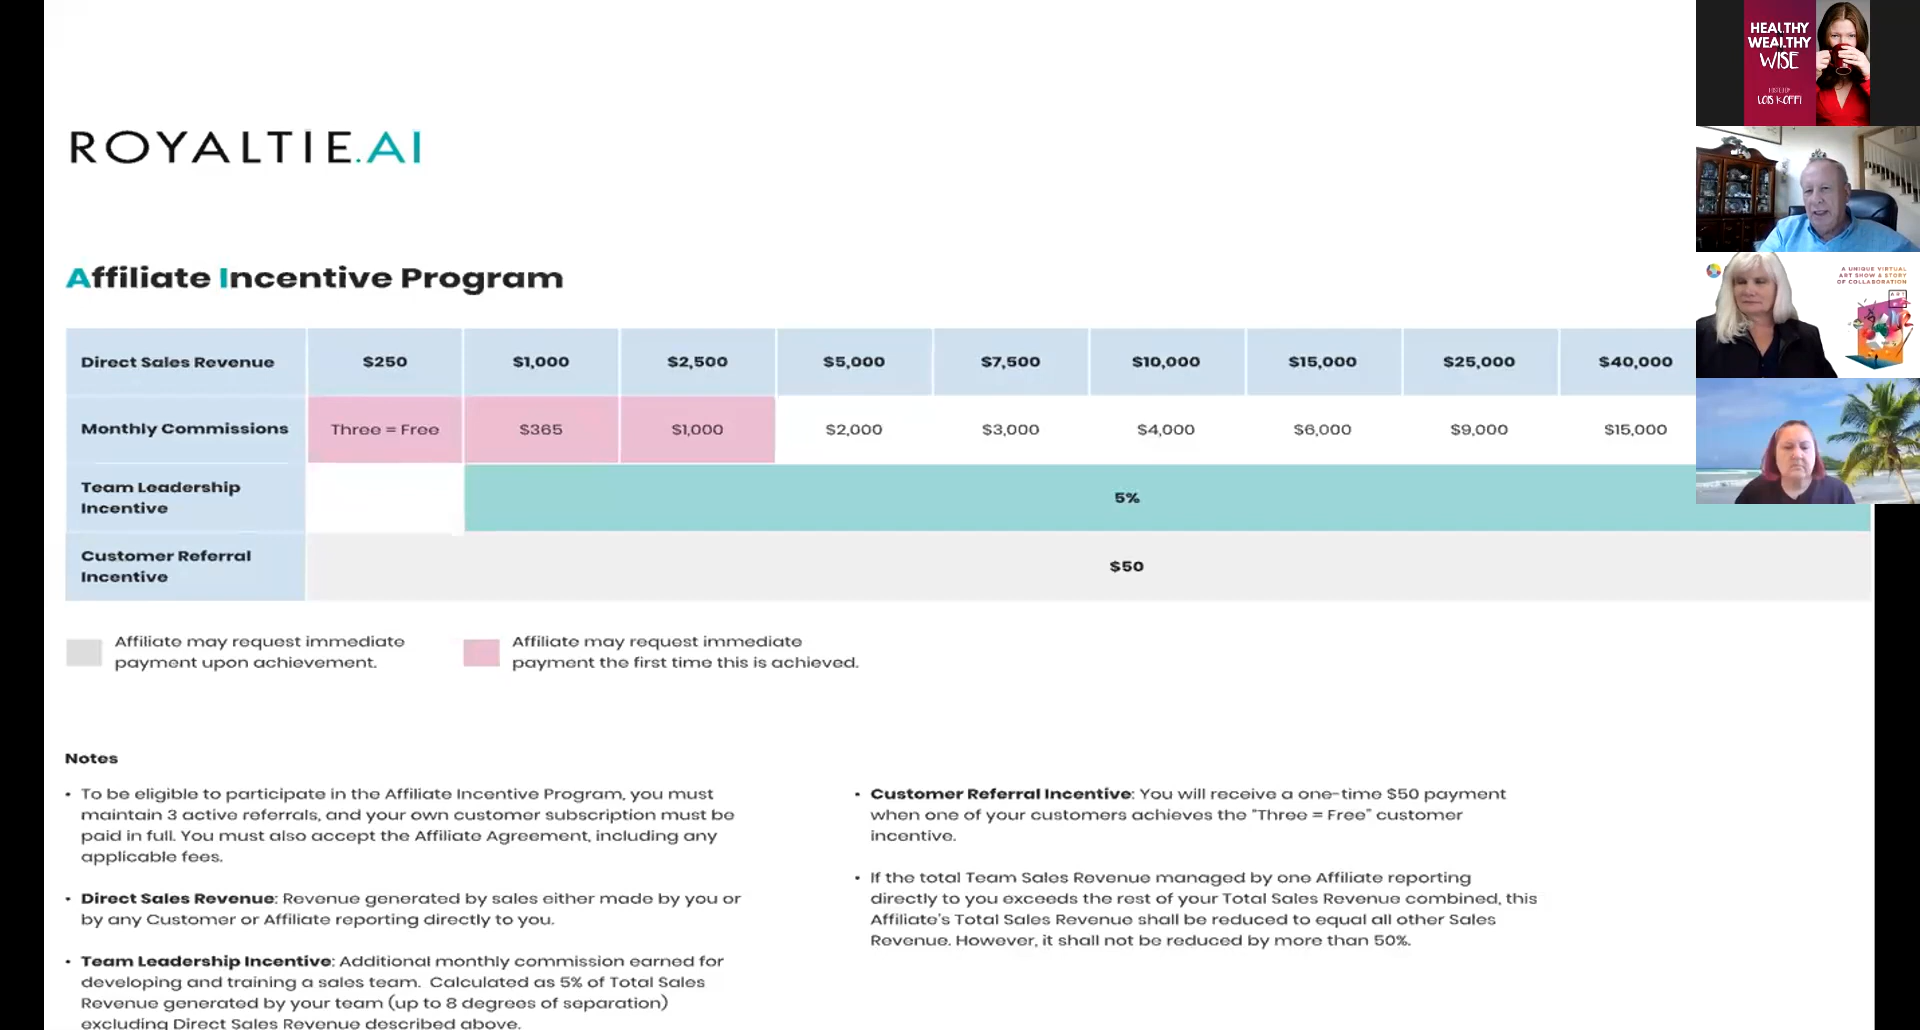 ROYALTIE.AI
Affiliate Incentive Program
Direct Sales Revenue $250 $1,000 $2,500 $5,000 $7,500 $10,000 $15,000 $25,000 $40,000
Monthly Commissions Three = Free $365 $1,000 $2,000 $3,000 $4,000 $6,000 $9,000 $15,000
Team Leadership
Incentive
5%
Customer Referral
Incentive
$50
Affiliate may request immediate
payment upon achievement.
Affiliate may request immediate
payment the first time this is achieved.
Notes
• To be eligible to participate in the Affiliate Incentive Program, you must
maintain 3 active referrals, and your own customer subscription must be
paid in full. You must also accept the Affiliate Agreement, including any
applicable fees.
• Direct Sales Revenue: Revenue generated by sales either made by you or
by any Customer or Affiliate reporting directly to you.
• Team Leadership Incentive: Additional monthly commission earned for
developing and training a sales team. Calculated as 5% of Total Sales
Revenue generated by your team (up to 8 degrees of separation)
excluding Direct Sales Revenue described above.
• Customer Referral Incentive: You will receive a one-time $50 payment
when one of your customers achieves the "Three = Free" customer
incentive.
• If the total Team Sales Revenue managed by one Affiliate reporting
directly to you exceeds the rest of your Total Sales Revenue combined, this
Affiliate's Total Sales Revenue shall be reduced to equal all other Sales
Revenue. However, it shall not be reduced by more than 50%.
HEALTHY
WEALTHY
WISE
LOIS KOFFI
A UNIQUE VIRTUAL
ART SHOW & STORY
OF COLLABORATION
ART